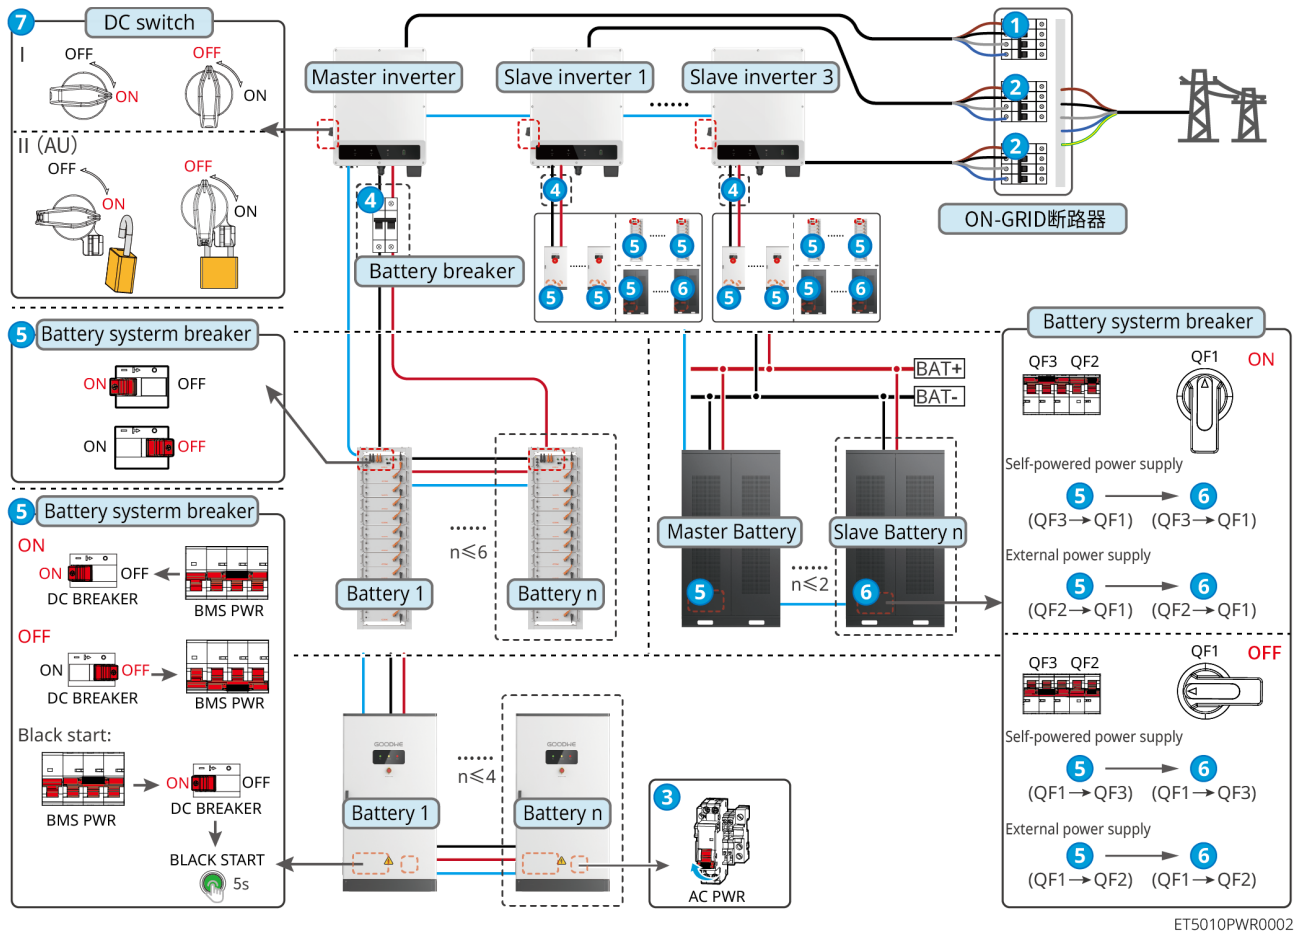 7
DC switch
I
OFF
ON
OFF
ON
II (AU)
OFF
ON
OFF
ON
Master inverter
Slave inverter 1
Slave inverter 3
......
1
2
2
ON-GRID断路器
4
Battery breaker
4
4
5
......
5
5
......
5
5
......
6
5
......
5
5
......
5
5
......
6
5
Battery systerm breaker
ON
OFF
ON
OFF
5
Battery systerm breaker
ON
ON
OFF
DC BREAKER
BMS PWR
OFF
ON
OFF
DC BREAKER
BMS PWR
Black start:
BMS PWR
ON
OFF
DC BREAKER
BLACK START
5s
Battery 1
......
n≤6
Battery n
BAT+
BAT-
Master Battery
Slave Battery n
......
n≤2
5
6
GOODWE
GOODWE
......
n≤4
Battery 1
Battery n
3
AC PWR
Battery systerm breaker
QF3
QF2
QF1
ON
Self-powered power supply
5
6
(QF3→QF1)
(QF3→QF1)
External power supply
5
6
(QF2→QF1)
(QF2→QF1)
QF3
QF2
QF1
OFF
Self-powered power supply
5
6
(QF1→QF3)
(QF1→QF3)
External power supply
5
6
(QF1→QF2)
(QF1→QF2)
ET5010PWR0002